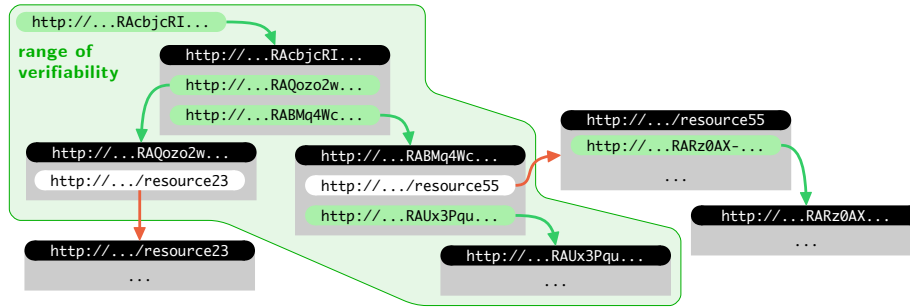 http://...RAcbjcRI...
range of
verifiability
http://...RAcbjcRI...
http://...RAQozo2w...
http://...RABMq4Wc...
http://...RAQozo2w...
http://.../resource23
http://.../resource23
...
http://...RABMq4Wc...
http://.../resource55
http://...RAUx3Pqu...
http://...RAUx3Pqu...
...
http://.../resource55
http://...RARz0AX-...
...
http://...RARz0AX...
...